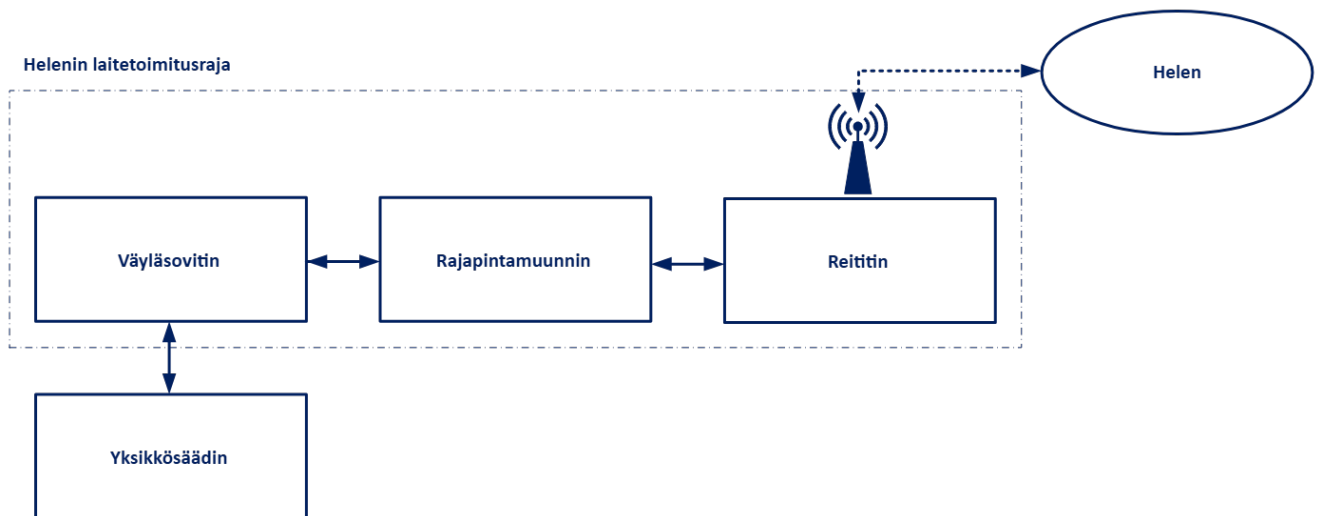 Helenin laitetoimitusraja
Helen
Väyläsovitin
Rajapintamuunnin
Reititin
Yksikkösäädin